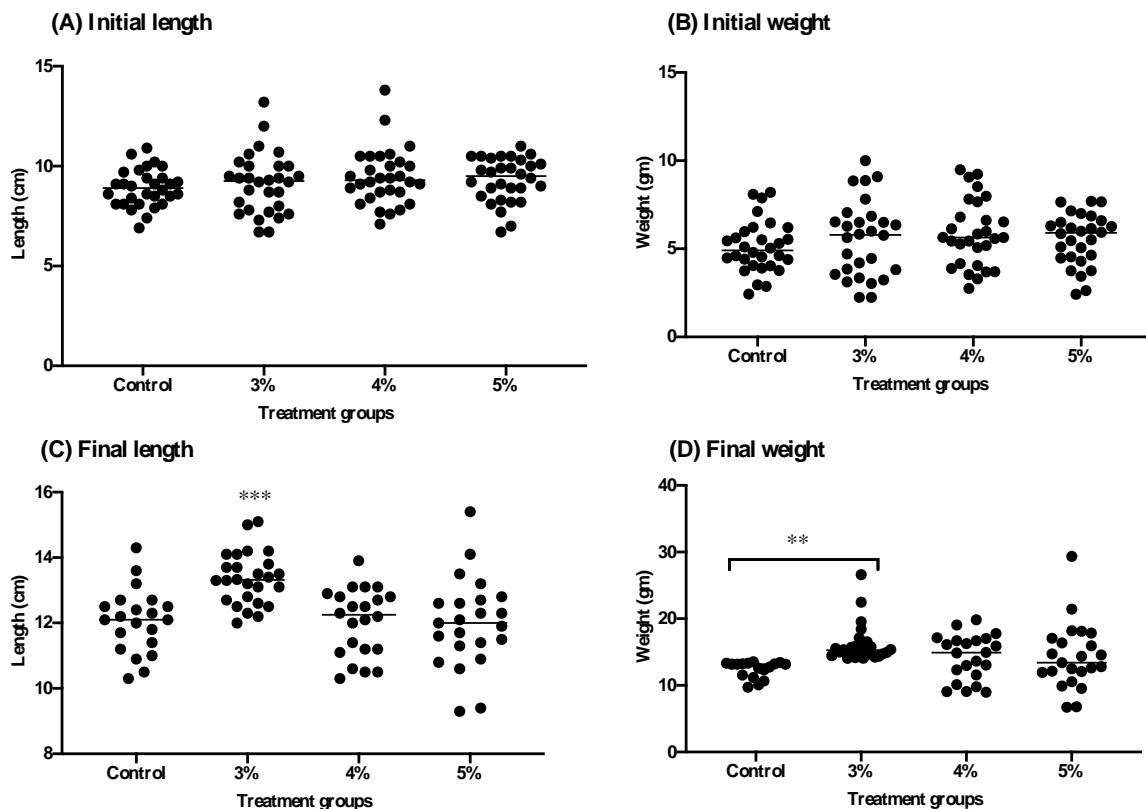 (A) Initial length
15
10
5
0
Length (cm)
Control 3% 4% 5%
Treatment groups
(B) Initial weight
15
10
5
0
Weight (gm)
Control 3% 4% 5%
Treatment groups
(C) Final length
16
14
12
10
8
Length (cm)
***
Control 3% 4% 5%
Treatment groups
(D) Final weight
40
30
20
10
0
Weight (gm)
**
Control 3% 4% 5%
Treatment groups